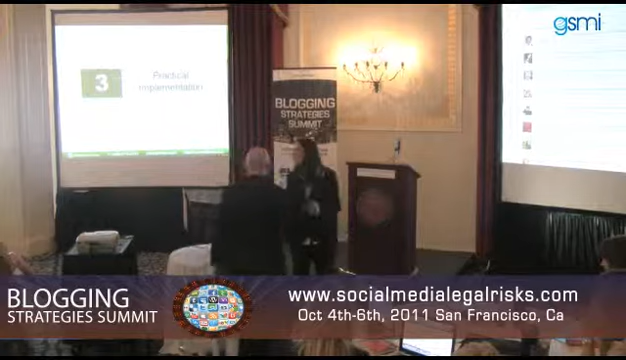 gsmi
3
Practical
Implementation
BLOGGING
STRATEGIES
SUMMIT
BLOGGING
STRATEGIES SUMMIT
www.socialmedialegalrisks.com
Oct 4th-6th, 2011 San Francisco, Ca